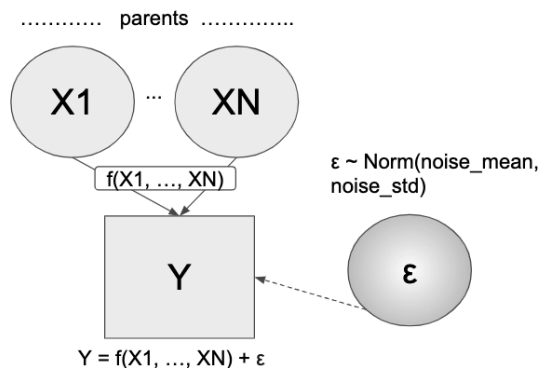 ............ parents ..............
X1 ... XN
f(X1, ..., XN)
ε ~ Norm(noise_mean,
noise_std)
Y
ε
Y = f(X1, ..., XN) + ε